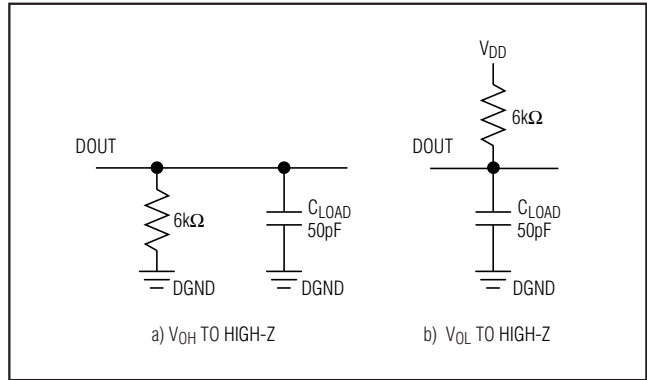 DOUT
6kΩ
CLOAD
50pF
DGND
DGND
a) VOH TO HIGH-Z
VDD
6kΩ
DOUT
CLOAD
50pF
DGND
b) VOL TO HIGH-Z